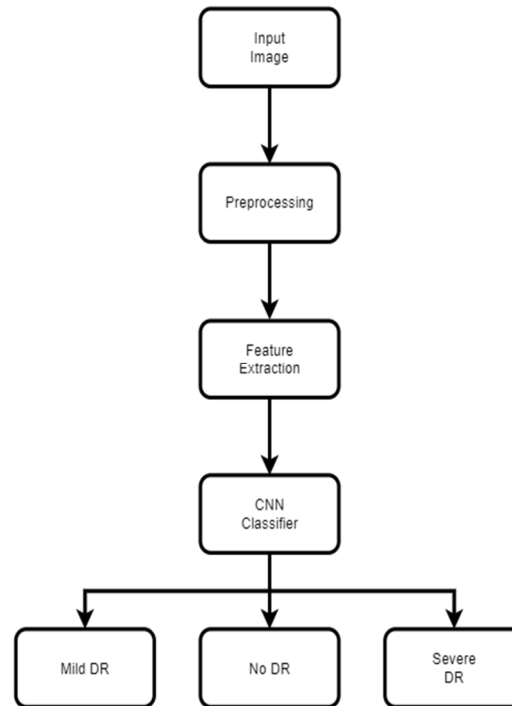 Input
Image
Preprocessing
Feature
Extraction
CNN
Classifier
Mild DR
No DR
Severe
DR